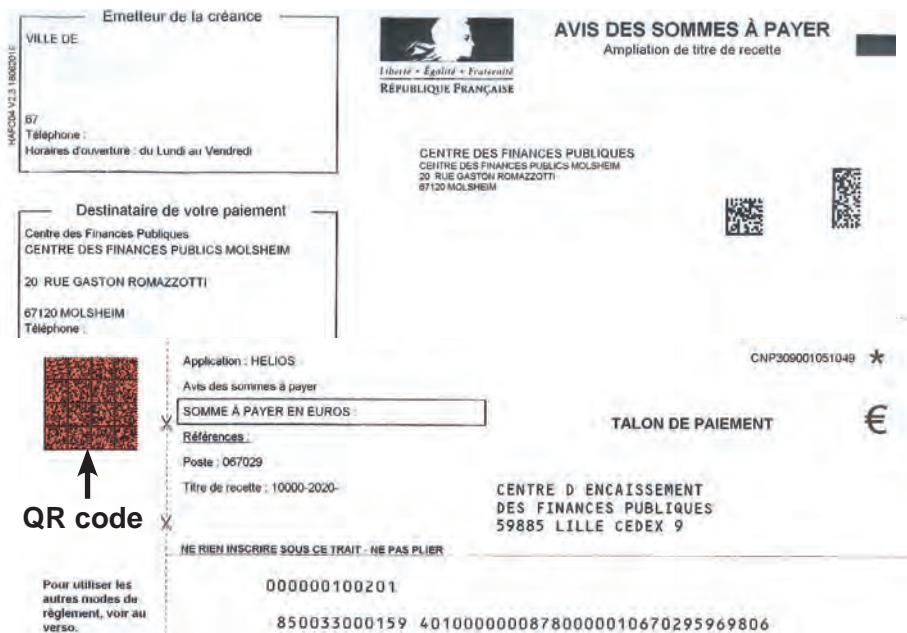 Emetteur de la créance
VILLE DE
67
Téléphone :
Horaires d'ouverture : du Lundi au Vendredi
HAFC04 V2.3 18082015
Liberté • Égalité • Fraternité
RÉPUBLIQUE FRANÇAISE
AVIS DES SOMMES À PAYER
Ampliation de titre de recette
CENTRE DES FINANCES PUBLIQUES
CENTRE DES FINANCES PUBLICS MOLSHEIM
20 RUE GASTON ROMAZZOTTI
67120 MOLSHEIM
Destinataire de votre paiement
Centre des Finances Publiques
CENTRE DES FINANCES PUBLICS MOLSHEIM
20 RUE GASTON ROMAZZOTTI
67120 MOLSHEIM
Téléphone :
Application : HELIOS
CNP309001051049 *
Avis des sommes à payer
SOMME À PAYER EN EUROS :
TALON DE PAIEMENT
€
Références :
Poste : 067029
Titre de recette : 10000-2020-
QR code
CENTRE D ENCAISSEMENT
DES FINANCES PUBLIQUES
59885 LILLE CEDEX 9
NE RIEN INSCRIRE SOUS CE TRAIT - NE PAS PLIER
Pour utiliser les
autres modes de
règlement, voir au
verso.
000000100201
850033000159 4010000000878000000106702959698​06